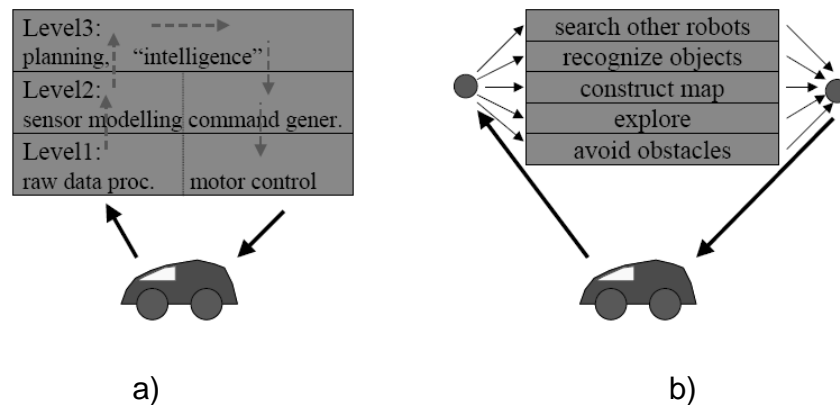 Level3:
planning, “intelligence”
Level2:
sensor modelling command gener.
Level1:
raw data proc. motor control
a)
search other robots
recognize objects
construct map
explore
avoid obstacles
b)